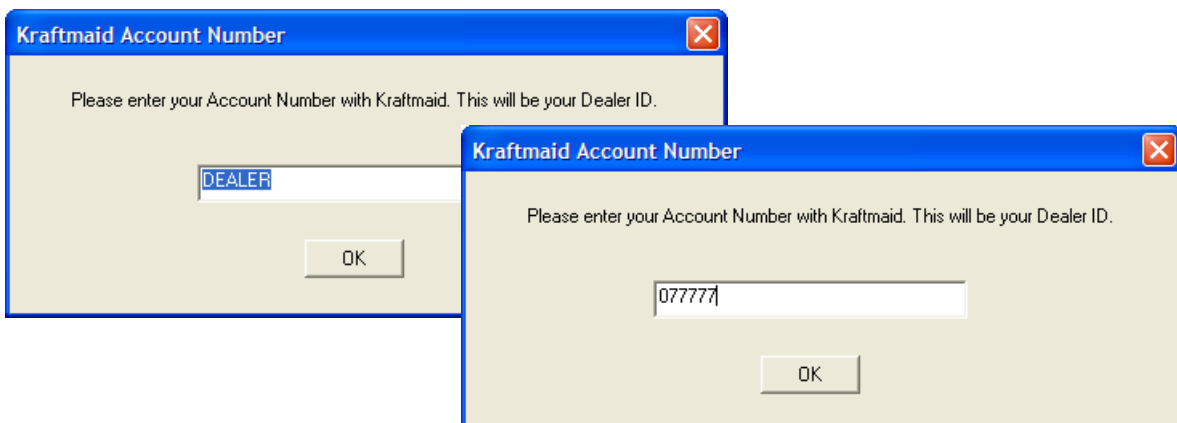 Kraftmaid Account Number
Please enter your Account Number with Kraftmaid. This will be your Dealer ID.
DEALER
OK
Kraftmaid Account Number
Please enter your Account Number with Kraftmaid. This will be your Dealer ID.
077777
OK